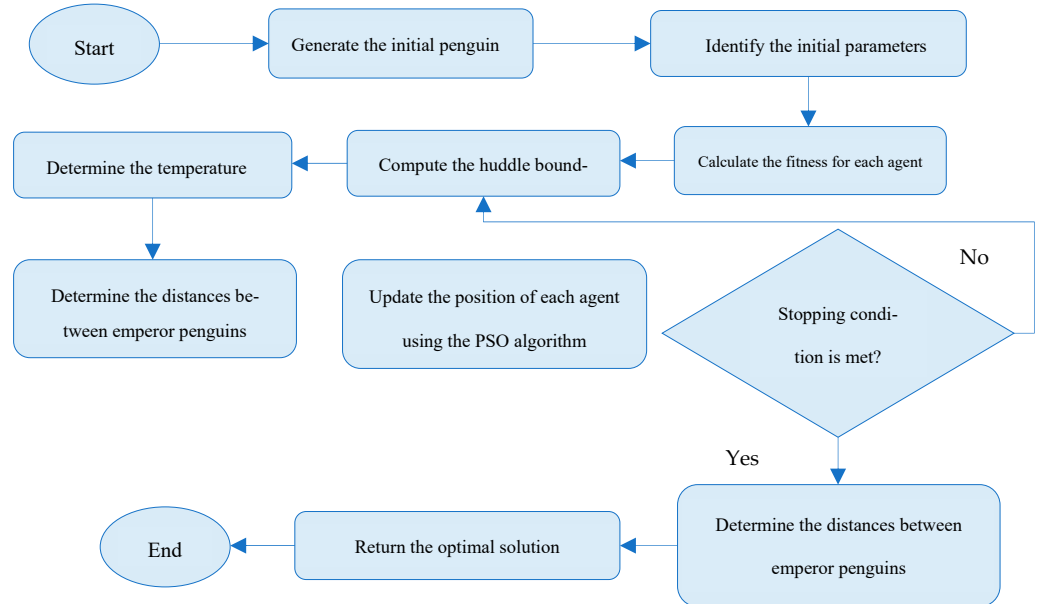 Start
Generate the initial penguin
Identify the initial parameters
Calculate the fitness for each agent
Compute the huddle bound-
Determine the temperature
Determine the distances be-
tween emperor penguins
Update the position of each agent
using the PSO algorithm
Stopping condi-
tion is met?
No
Yes
Determine the distances between
emperor penguins
Return the optimal solution
End